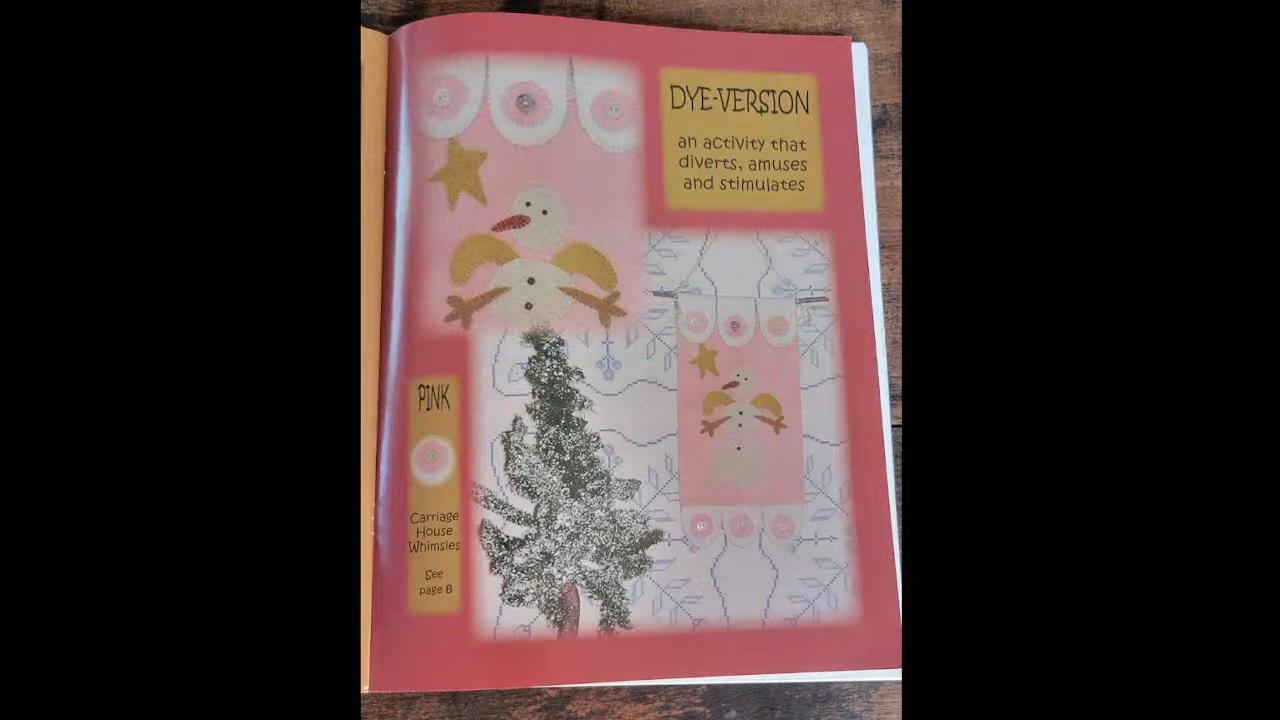 DYE-VERSION
an activity that
diverts, amuses
and stimulates
PINK
Carriage
House
Whimsies
See
page 8